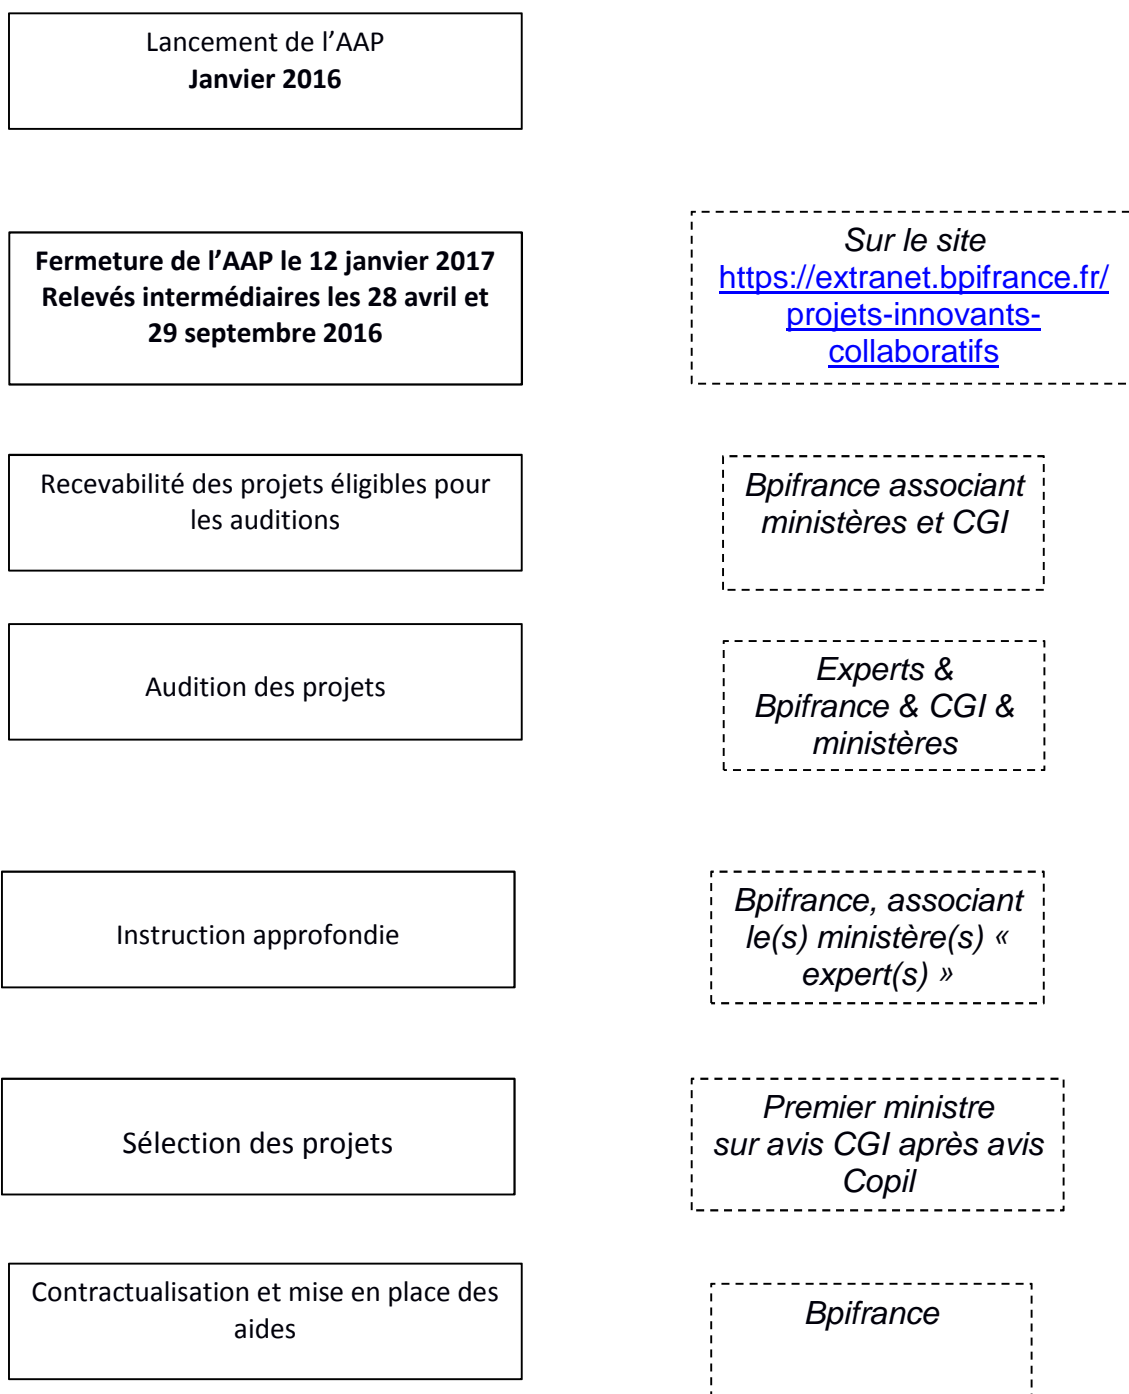 Lancement de l’AAP
Janvier 2016
Fermeture de l’AAP le 12 janvier 2017
Relevés intermédiaires les 28 avril et
29 septembre 2016
Sur le site
https://extranet.bpifrance.fr/
projets-innovants-
collaboratifs
Recevabilité des projets éligibles pour
les auditions
Bpifrance associant
ministères et CGI
Audition des projets
Experts &
Bpifrance & CGI &
ministères
Instruction approfondie
Bpifrance, associant
le(s) ministère(s) «
expert(s) »
Sélection des projets
Premier ministre
sur avis CGI après avis
Copil
Contractualisation et mise en place des
aides
Bpifrance